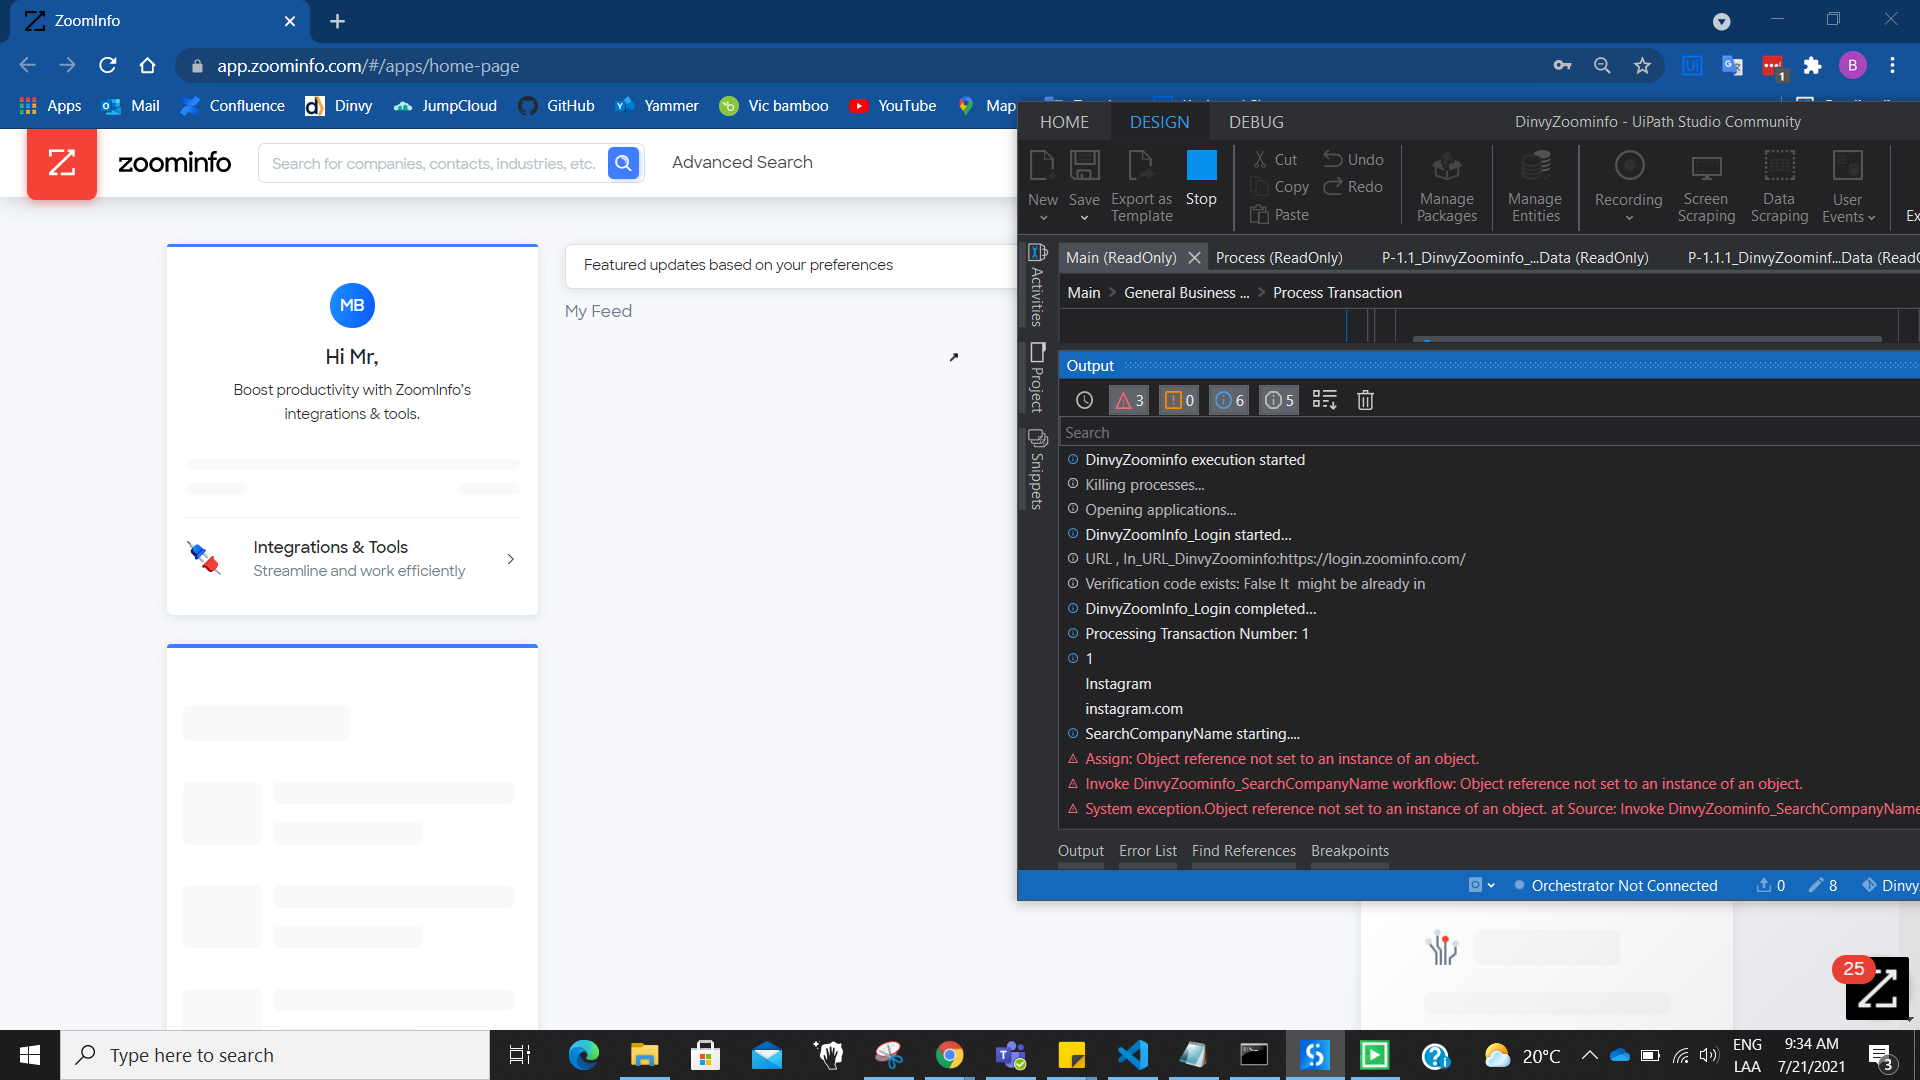 ZoomInfo
app.zoominfo.com/#/apps/home-page
B
1
Apps
Mail
Confluence
Dinvy
JumpCloud
GitHub
Yammer
Vic bamboo
YouTube
Map
zoominfo
Search for companies, contacts, industries, etc.
Advanced Search
MB
Hi Mr,
Boost productivity with ZoomInfo's
integrations & tools.
Integrations & Tools
Streamline and work efficiently
Featured updates based on your preferences
My Feed
HOME
DESIGN
DEBUG
DinvyZoominfo - UiPath Studio Community
New
Save
Export as
Template
Stop
Cut
Copy
Paste
Undo
Redo
Manage
Packages
Manage
Entities
Recording
Screen
Scraping
Data
Scraping
User
Events
Ex
Activities
Project
Snippets
Main (ReadOnly)
Process (ReadOnly)
P-1.1_DinvyZoominfo_...Data (ReadOnly)
P-1.1.1_DinvyZoominf...Data (ReadO
Main > General Business ... > Process Transaction
Output
3
0
6
5
Search
DinvyZoominfo execution started
Killing processes...
Opening applications...
DinvyZoomInfo_Login started...
URL , In_URL_DinvyZoominfo:https://login.zoominfo.com/
Verification code exists: False It  might be already in
DinvyZoomInfo_Login completed...
Processing Transaction Number: 1
1
Instagram
instagram.com
SearchCompanyName starting....
Assign: Object reference not set to an instance of an object.
Invoke DinvyZoominfo_SearchCompanyName workflow: Object reference not set to an instance of an object.
System exception.Object reference not set to an instance of an object. at Source: Invoke DinvyZoominfo_SearchCompanyName
Output
Error List
Find References
Breakpoints
Orchestrator Not Connected
0
8
Dinvy
25
Type here to search
20°C
ENG
LAA
9:34 AM
7/21/2021
3